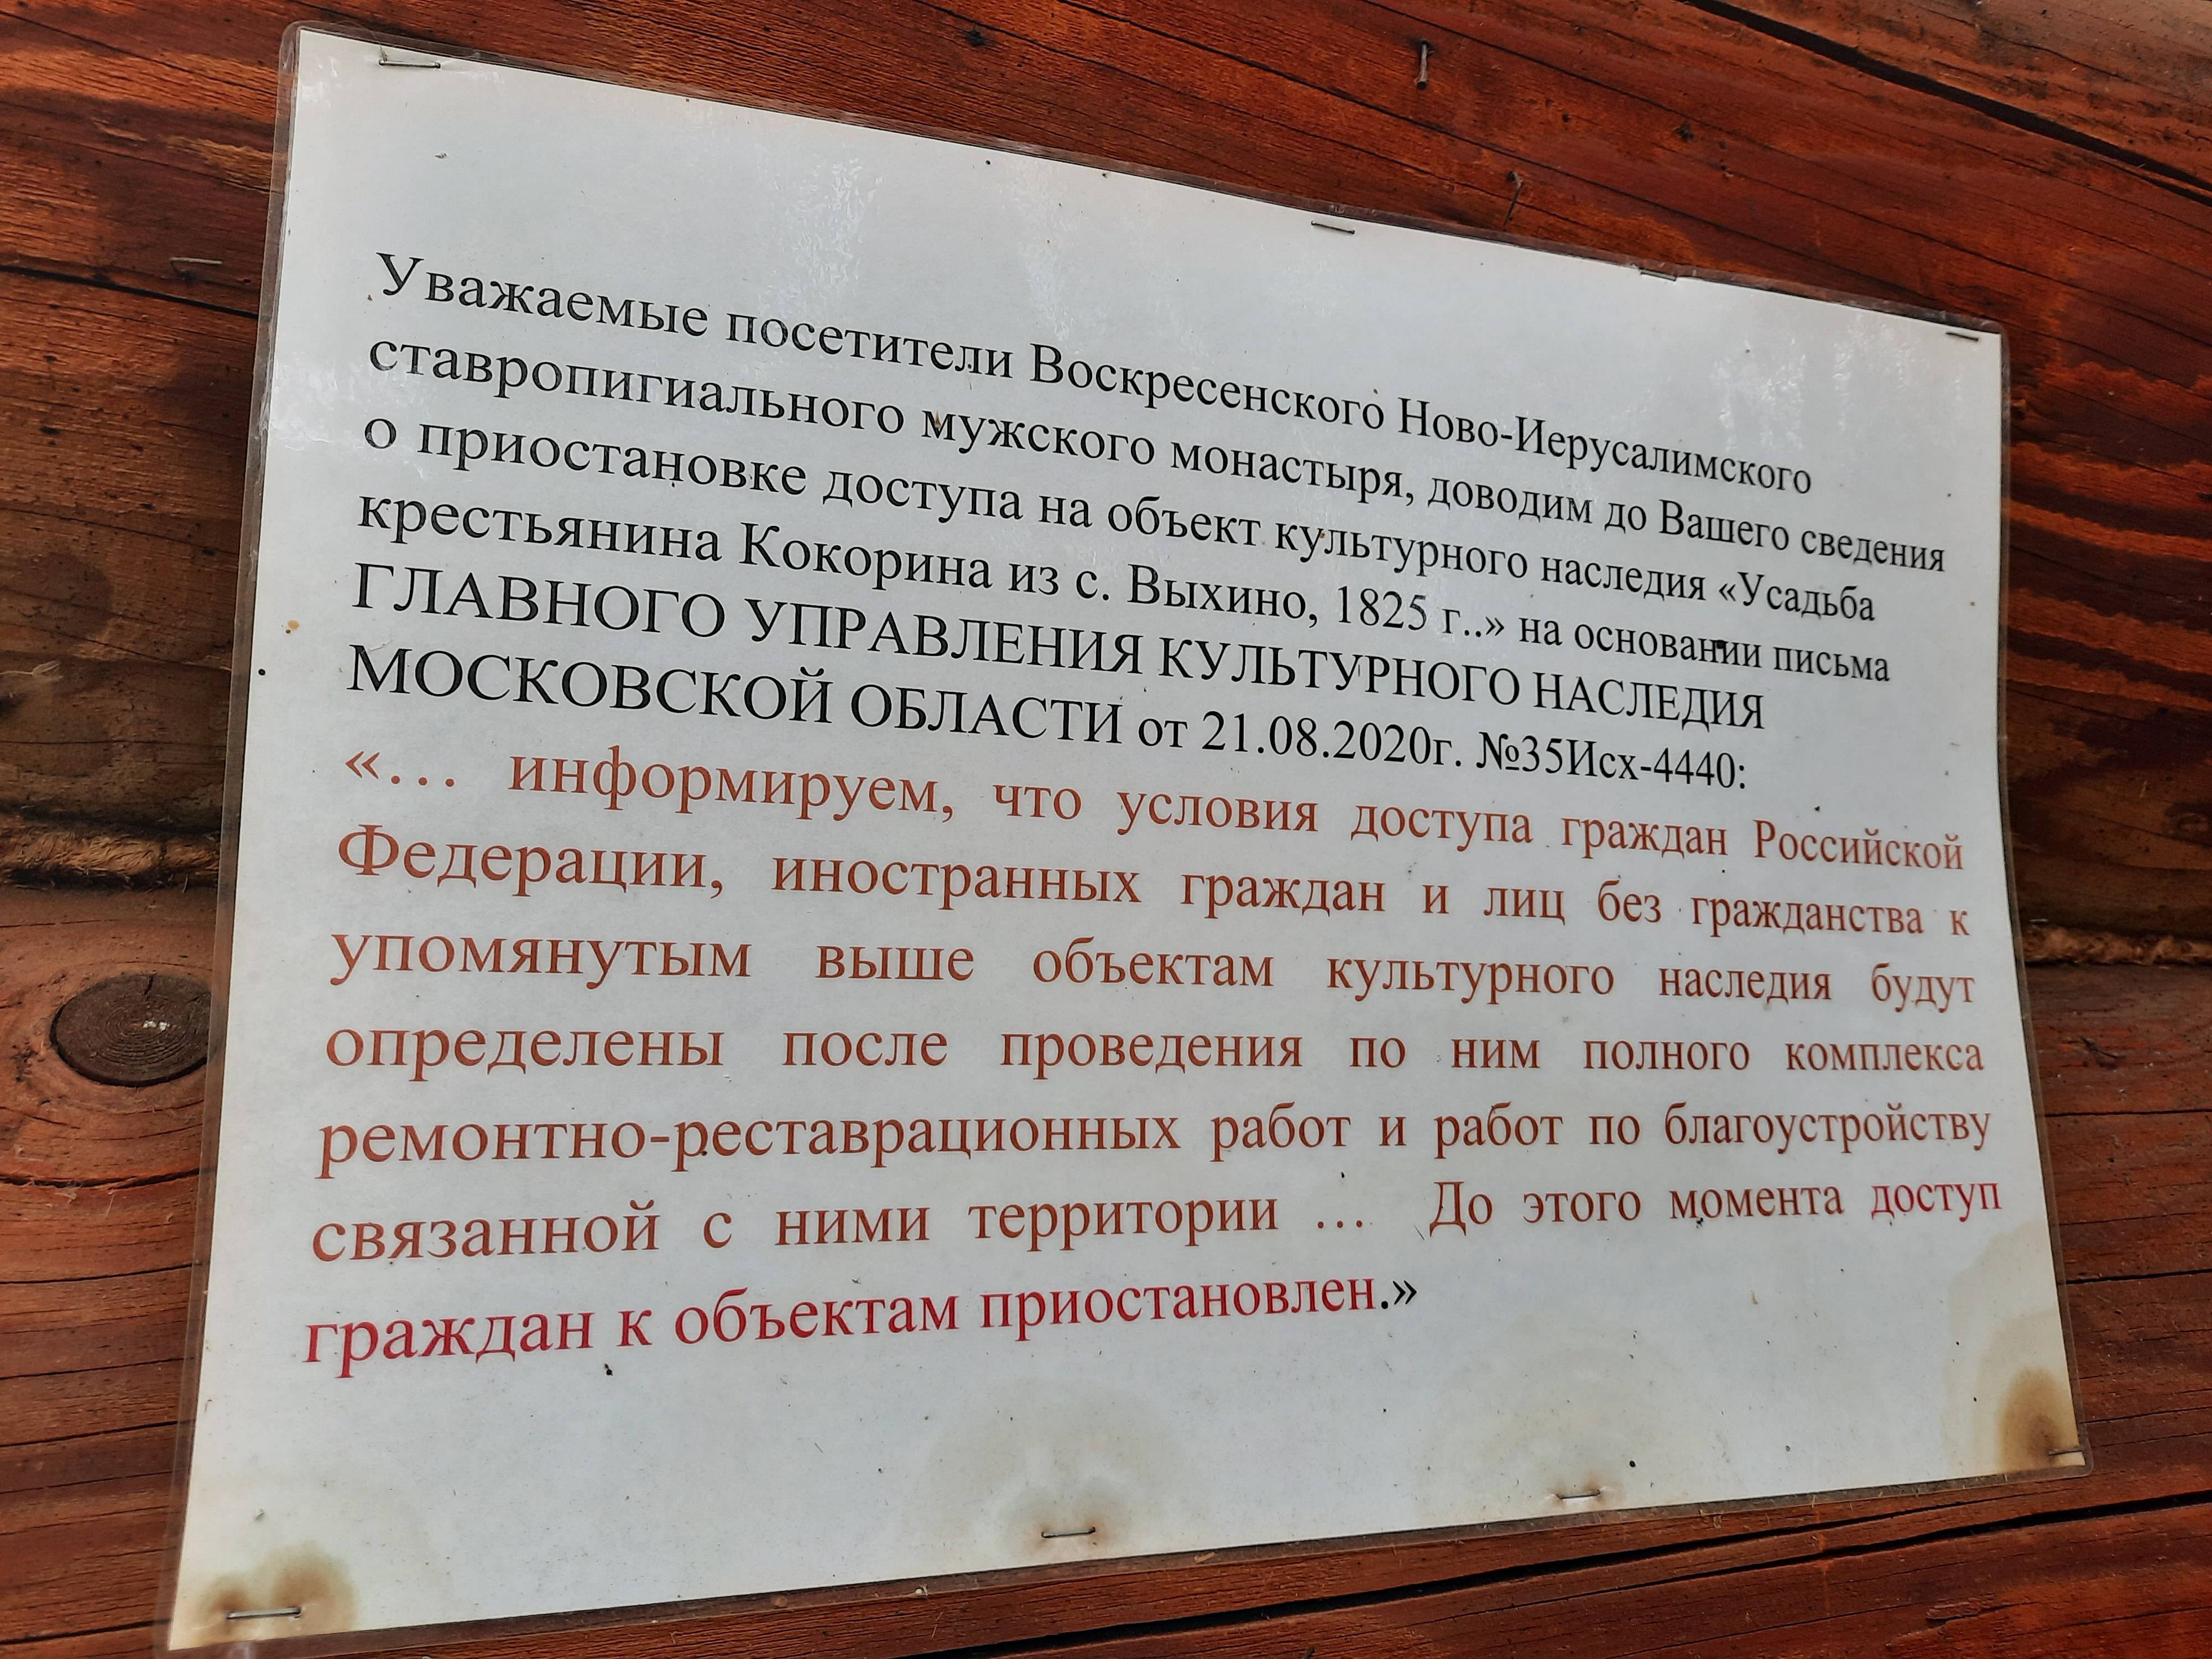 Уважаемые посетители Воскресенского Ново-Иерусалимского
ставропигиального мужского монастыря, доводим до Вашего сведения
о приостановке доступа на объект культурного наследия «Усадьба
крестьянина Кокорина из с. Выхино, 1825 г..» на основании письма
ГЛАВНОГО УПРАВЛЕНИЯ КУЛЬТУРНОГО НАСЛЕДИЯ
МОСКОВСКОЙ ОБЛАСТИ от 21.08.2020г. №35Исх-4440:
«… информируем, что условия доступа граждан Российской
Федерации, иностранных граждан и лиц без гражданства к
упомянутым выше объектам культурного наследия будут
определены после проведения по ним полного комплекса
ремонтно-реставрационных работ и работ по благоустройству
связанной с ними территории … До этого момента доступ
граждан к объектам приостановлен.»